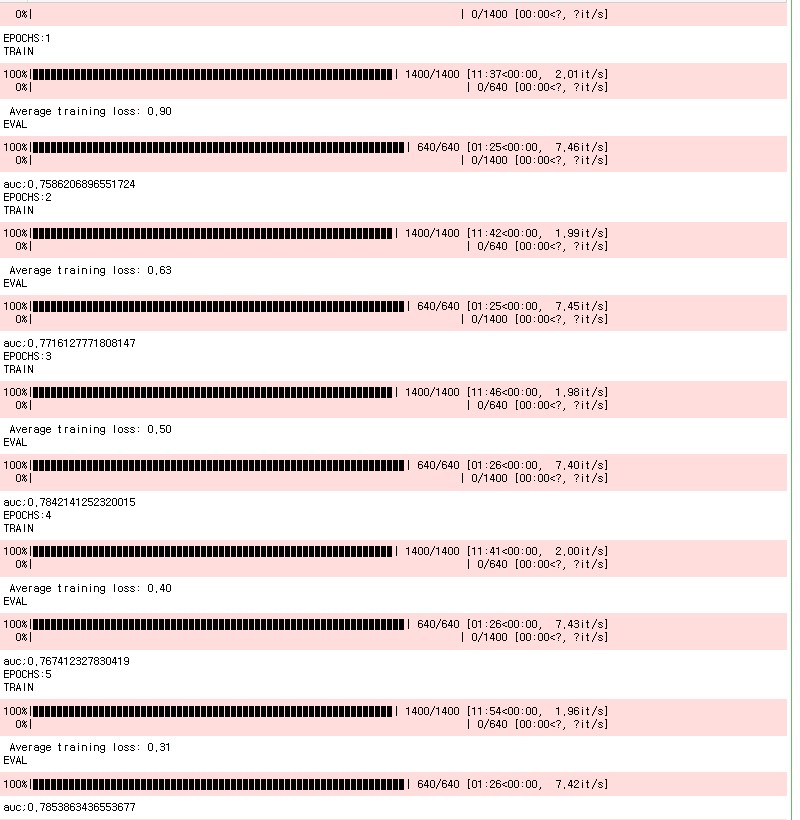 0%| | 0/1400 [00:00<?, ?it/s]
EPOCHS:1
TRAIN
100%|██████████| 1400/1400 [11:37<00:00, 2.01it/s]
0%| | 0/640 [00:00<?, ?it/s]
Average training loss: 0.90
EVAL
100%|██████████| 640/640 [01:25<00:00, 7.46it/s]
0%| | 0/1400 [00:00<?, ?it/s]
auc:0.7586206896551724
EPOCHS:2
TRAIN
100%|██████████| 1400/1400 [11:42<00:00, 1.99it/s]
0%| | 0/640 [00:00<?, ?it/s]
Average training loss: 0.63
EVAL
100%|██████████| 640/640 [01:25<00:00, 7.45it/s]
0%| | 0/1400 [00:00<?, ?it/s]
auc:0.7716127771808147
EPOCHS:3
TRAIN
100%|██████████| 1400/1400 [11:46<00:00, 1.98it/s]
0%| | 0/640 [00:00<?, ?it/s]
Average training loss: 0.50
EVAL
100%|██████████| 640/640 [01:26<00:00, 7.40it/s]
0%| | 0/1400 [00:00<?, ?it/s]
auc:0.7842141252320015
EPOCHS:4
TRAIN
100%|██████████| 1400/1400 [11:41<00:00, 2.00it/s]
0%| | 0/640 [00:00<?, ?it/s]
Average training loss: 0.40
EVAL
100%|██████████| 640/640 [01:26<00:00, 7.43it/s]
0%| | 0/1400 [00:00<?, ?it/s]
auc:0.767412327830419
EPOCHS:5
TRAIN
100%|██████████| 1400/1400 [11:54<00:00, 1.96it/s]
0%| | 0/640 [00:00<?, ?it/s]
Average training loss: 0.31
EVAL
100%|██████████| 640/640 [01:26<00:00, 7.42it/s]
auc:0.7853863436553677